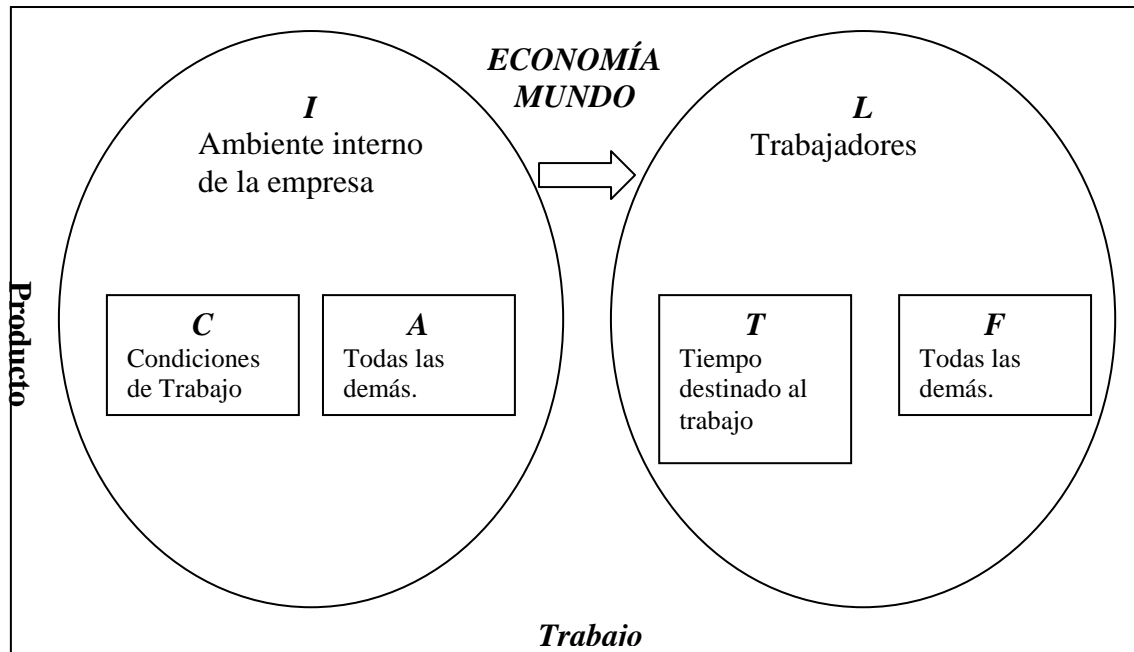 ECONOMÍA
MUNDO
I
Ambiente interno
de la empresa
L
Trabajadores
Producto
C
Condiciones
de Trabajo
A
Todas las
demás.
T
Tiempo
destinado al
trabajo
F
Todas las
demás.
Trabajo